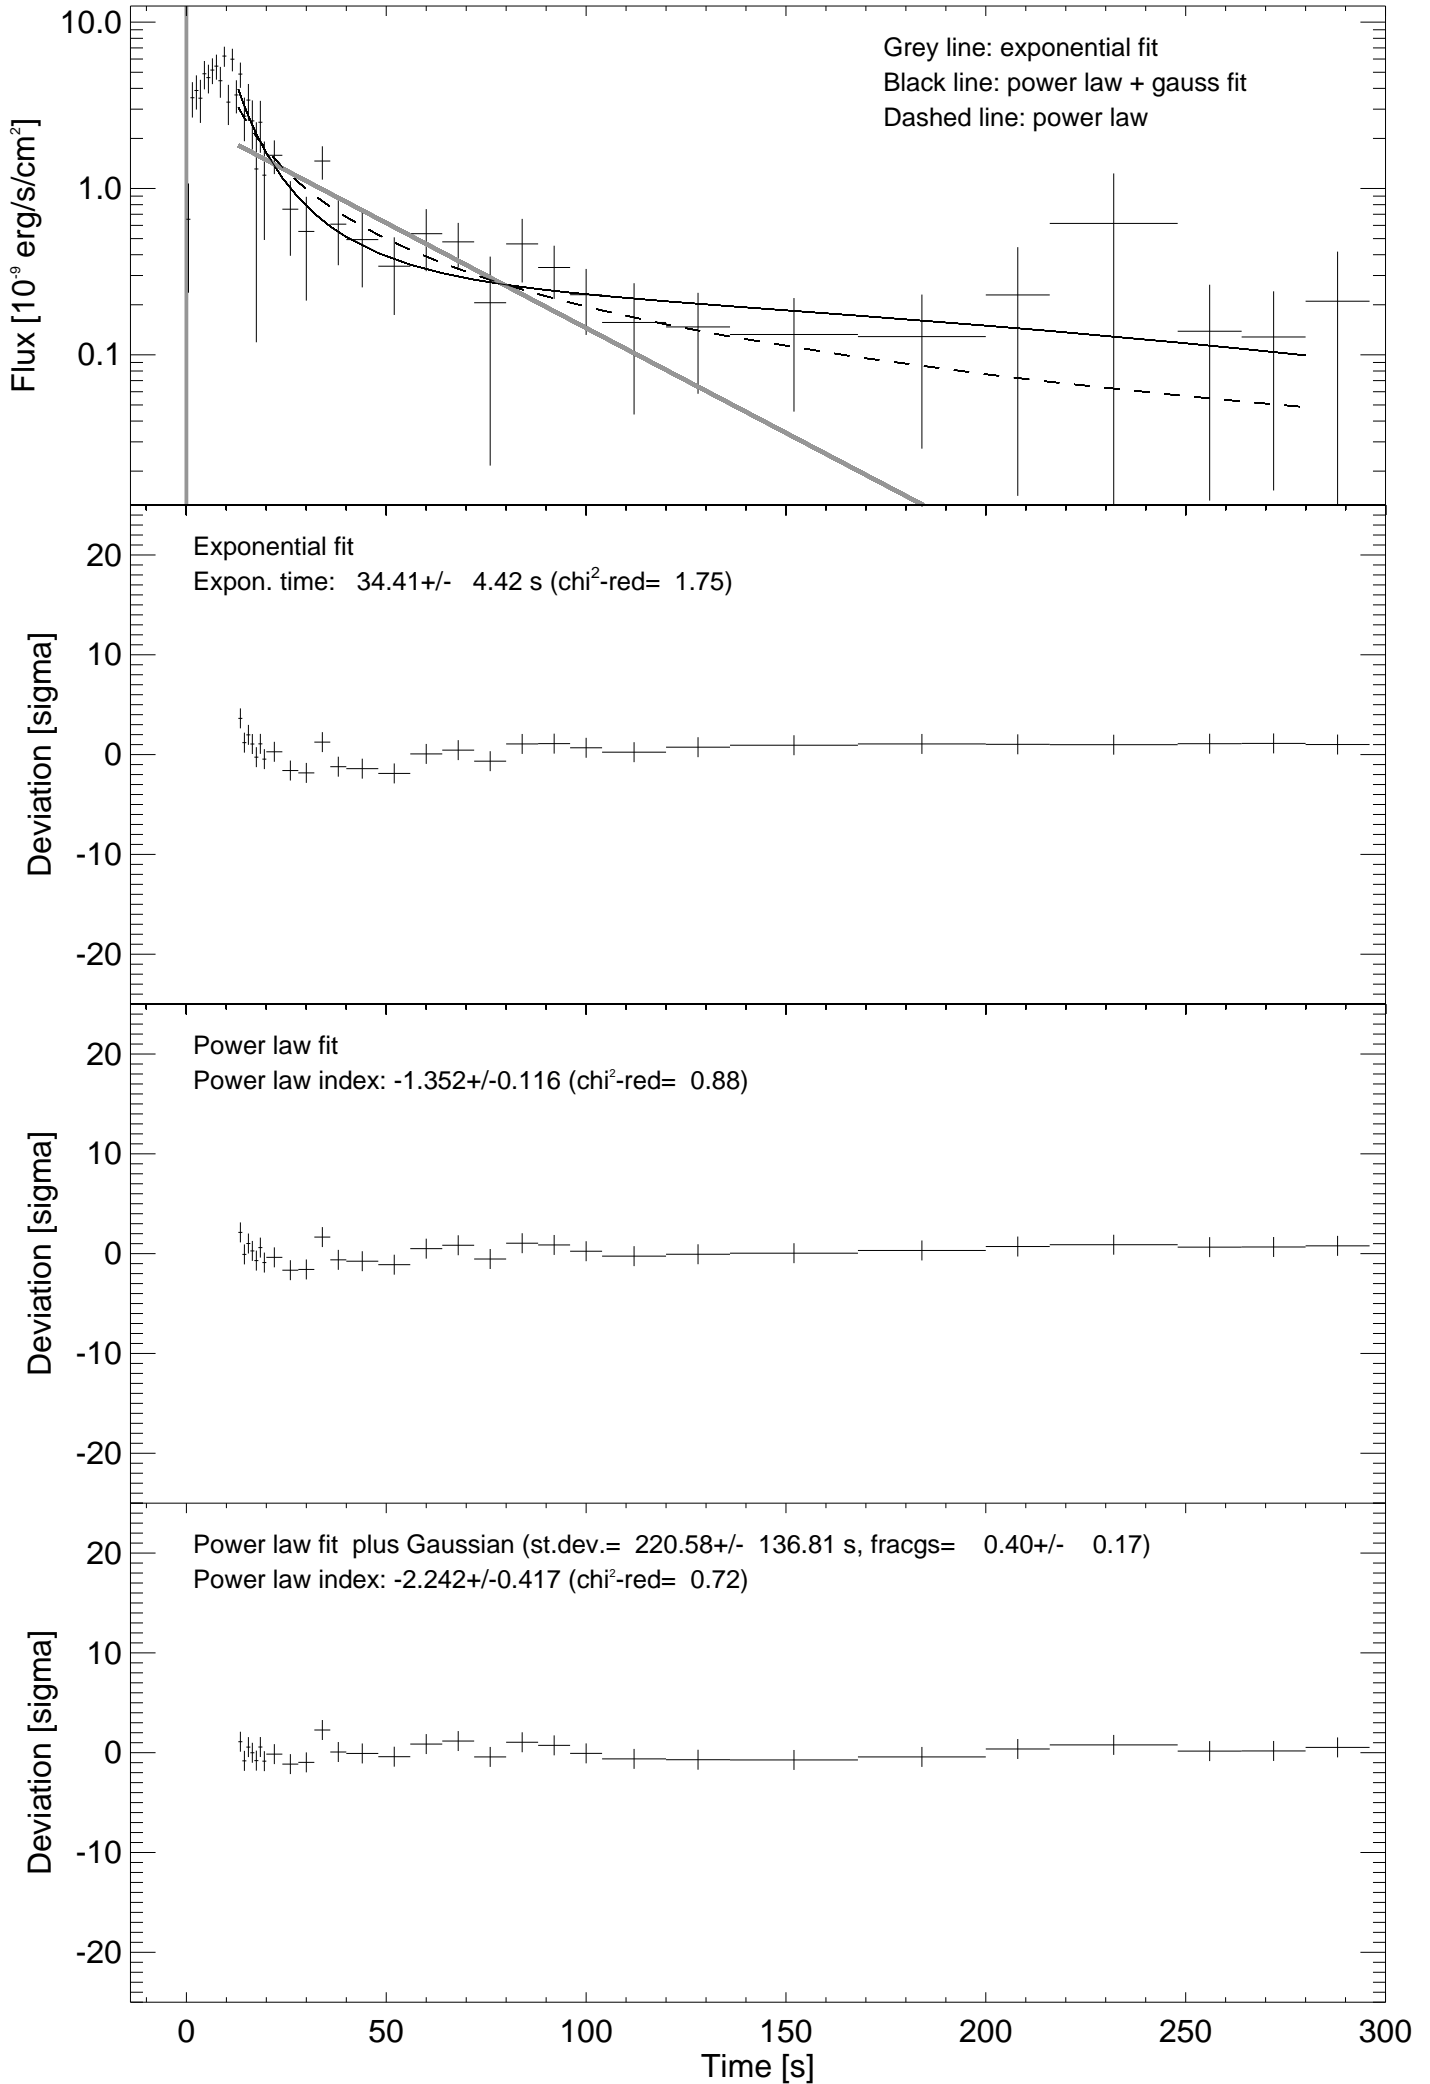 Flux [10⁻⁹ erg/s/cm²]
10.0
1.0
0.1
Grey line: exponential fit
Black line: power law + gauss fit
Dashed line: power law
Deviation [sigma]
20
10
0
-10
-20
Exponential fit
Expon. time: 34.41+/- 4.42 s (chi²-red= 1.75)
Deviation [sigma]
20
10
0
-10
-20
Power law fit
Power law index: -1.352+/-0.116 (chi²-red= 0.88)
Deviation [sigma]
20
10
0
-10
-20
Power law fit plus Gaussian (st.dev.= 220.58+/- 136.81 s, fracgs= 0.40+/- 0.17)
Power law index: -2.242+/-0.417 (chi²-red= 0.72)
0 50 100 150 200 250 300
Time [s]